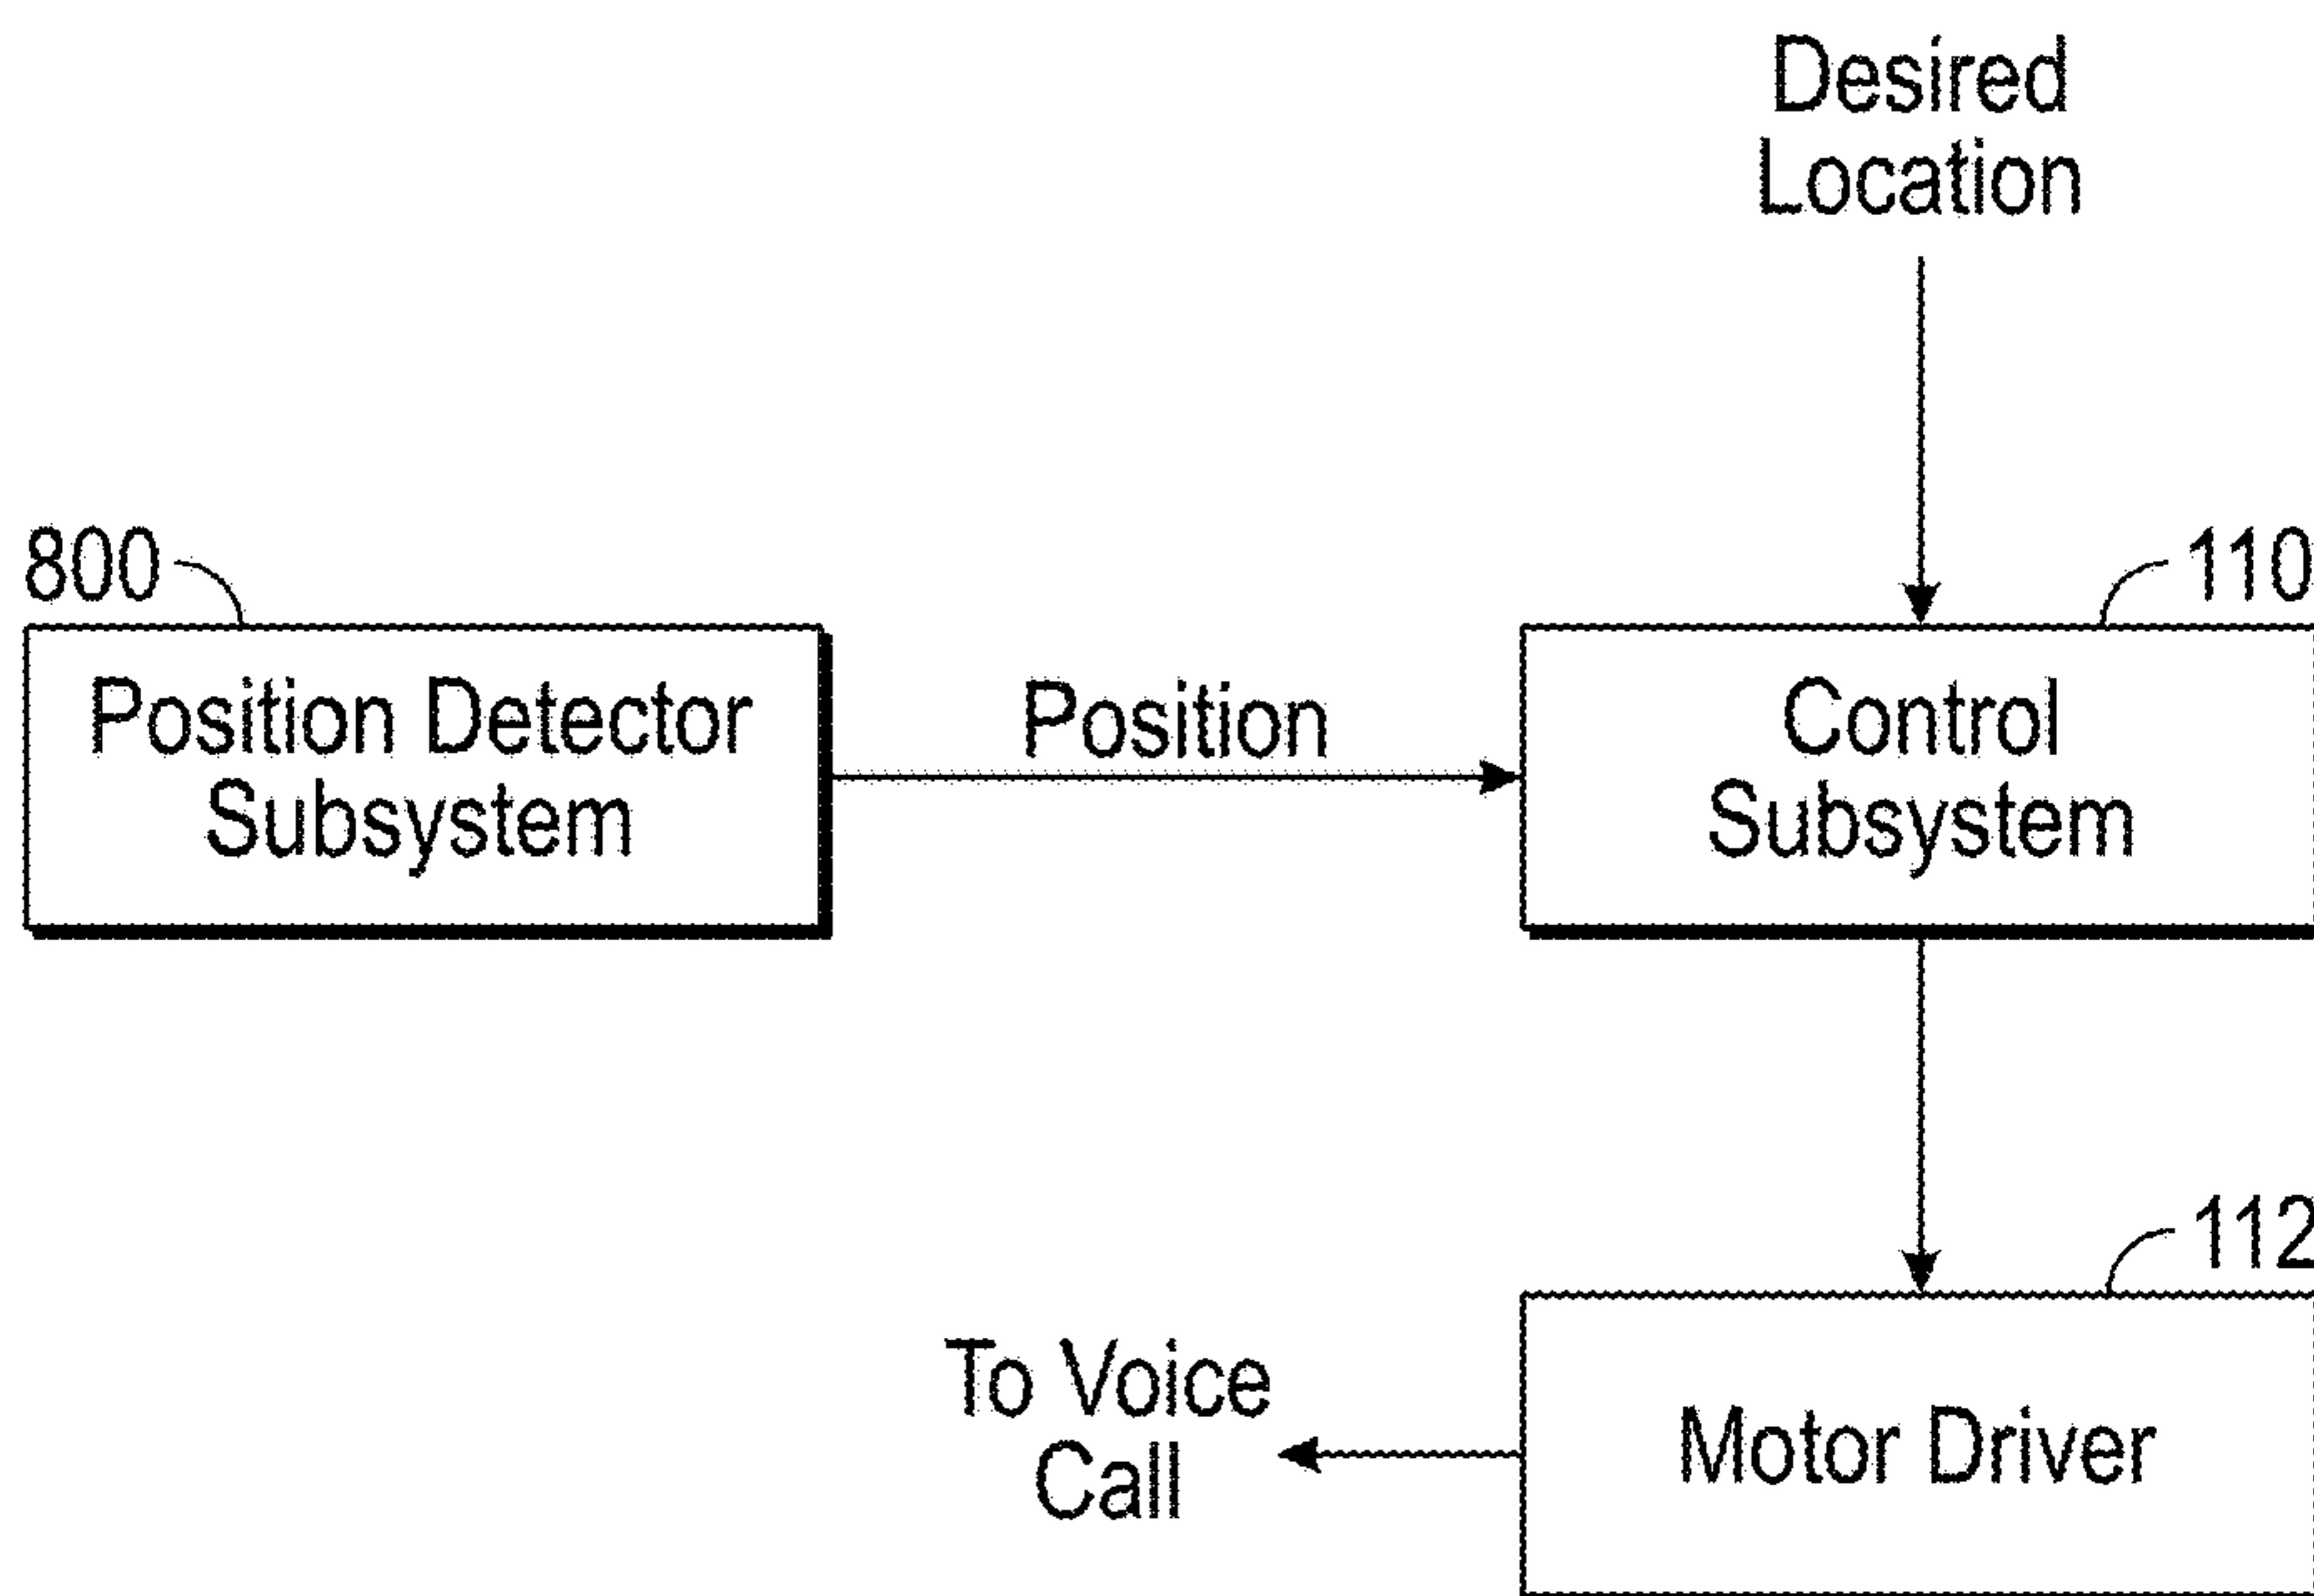 Desired
Location
800
110
Position Detector
Subsystem
Position
Control
Subsystem
112
To Voice
Call
Motor Driver